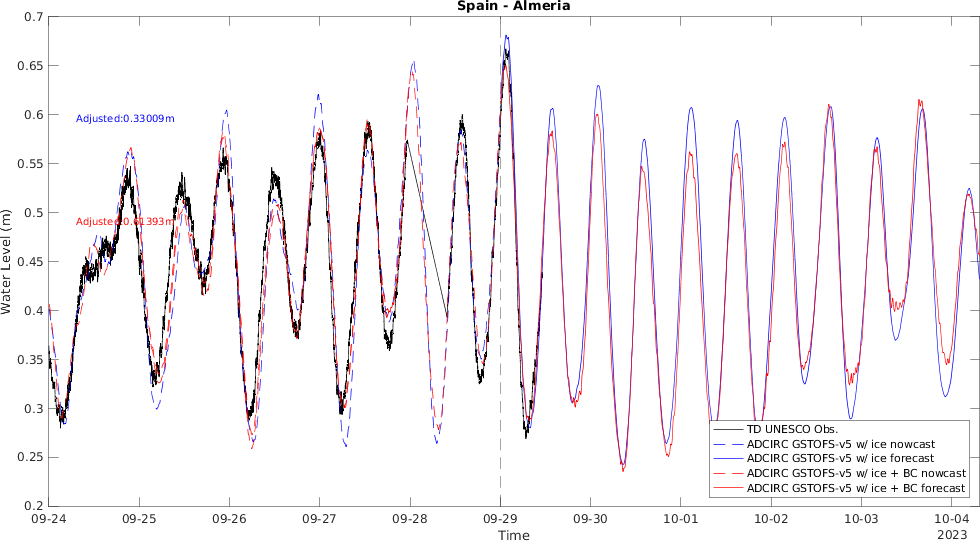 Spain - Almeria
0.7
0.65
0.6
0.55
0.5
0.45
0.4
0.35
0.3
0.25
0.2
Water Level (m)
Adjusted:0.33009m
Adjusted:0.01393m
TD UNESCO Obs.
ADCIRC GSTOFS-v5 w/ ice nowcast
ADCIRC GSTOFS-v5 w/ ice forecast
ADCIRC GSTOFS-v5 w/ ice + BC nowcast
ADCIRC GSTOFS-v5 w/ ice + BC forecast
09-24 09-25 09-26 09-27 09-28 09-29 09-30 10-01 10-02 10-03 10-04
Time
2023